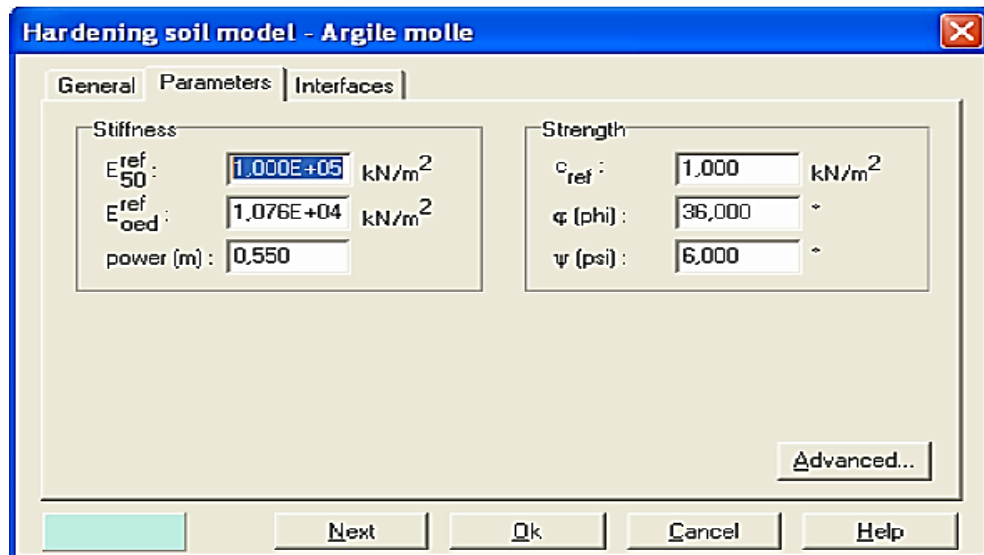 Hardening soil model - Argile molle
General Parameters Interfaces
Stiffness
E50ref : 1,000E+05 kN/m2
Eoedref : 1,076E+04 kN/m2
power (m) : 0,550
Strength
cref : 1,000 kN/m2
φ (phi) : 36,000 °
ψ (psi) : 6,000 °
Advanced...
Next Ok Cancel Help